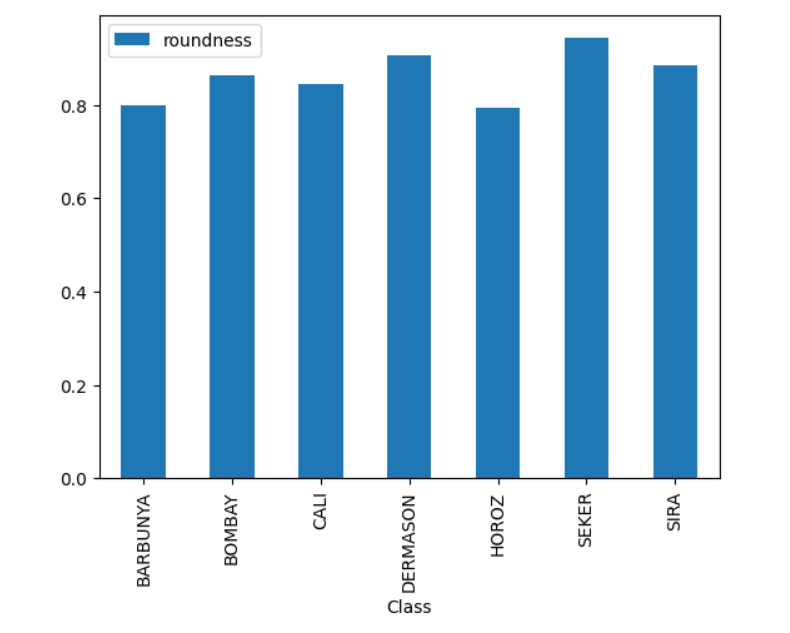 roundness
0.8
0.6
0.4
0.2
0.0
BARBUNYA
BOMBAY
CALI
DERMASON
HOROZ
SEKER
SIRA
Class